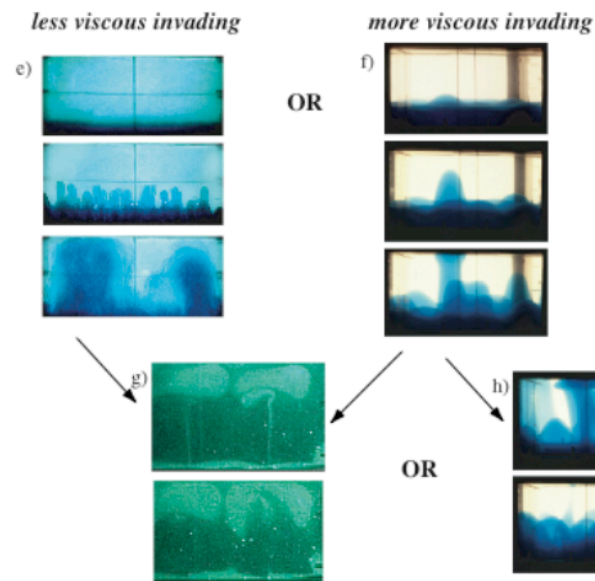 less viscous invading
more viscous invading
e)
f)
OR
g)
h)
OR